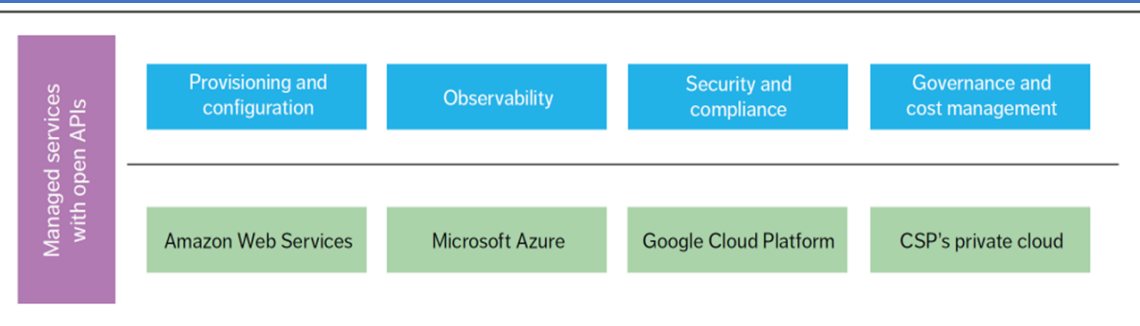 Managed services
with open APIs
Provisioning and
configuration
Observability
Security and
compliance
Governance and
cost management
Amazon Web Services
Microsoft Azure
Google Cloud Platform
CSP’s private cloud